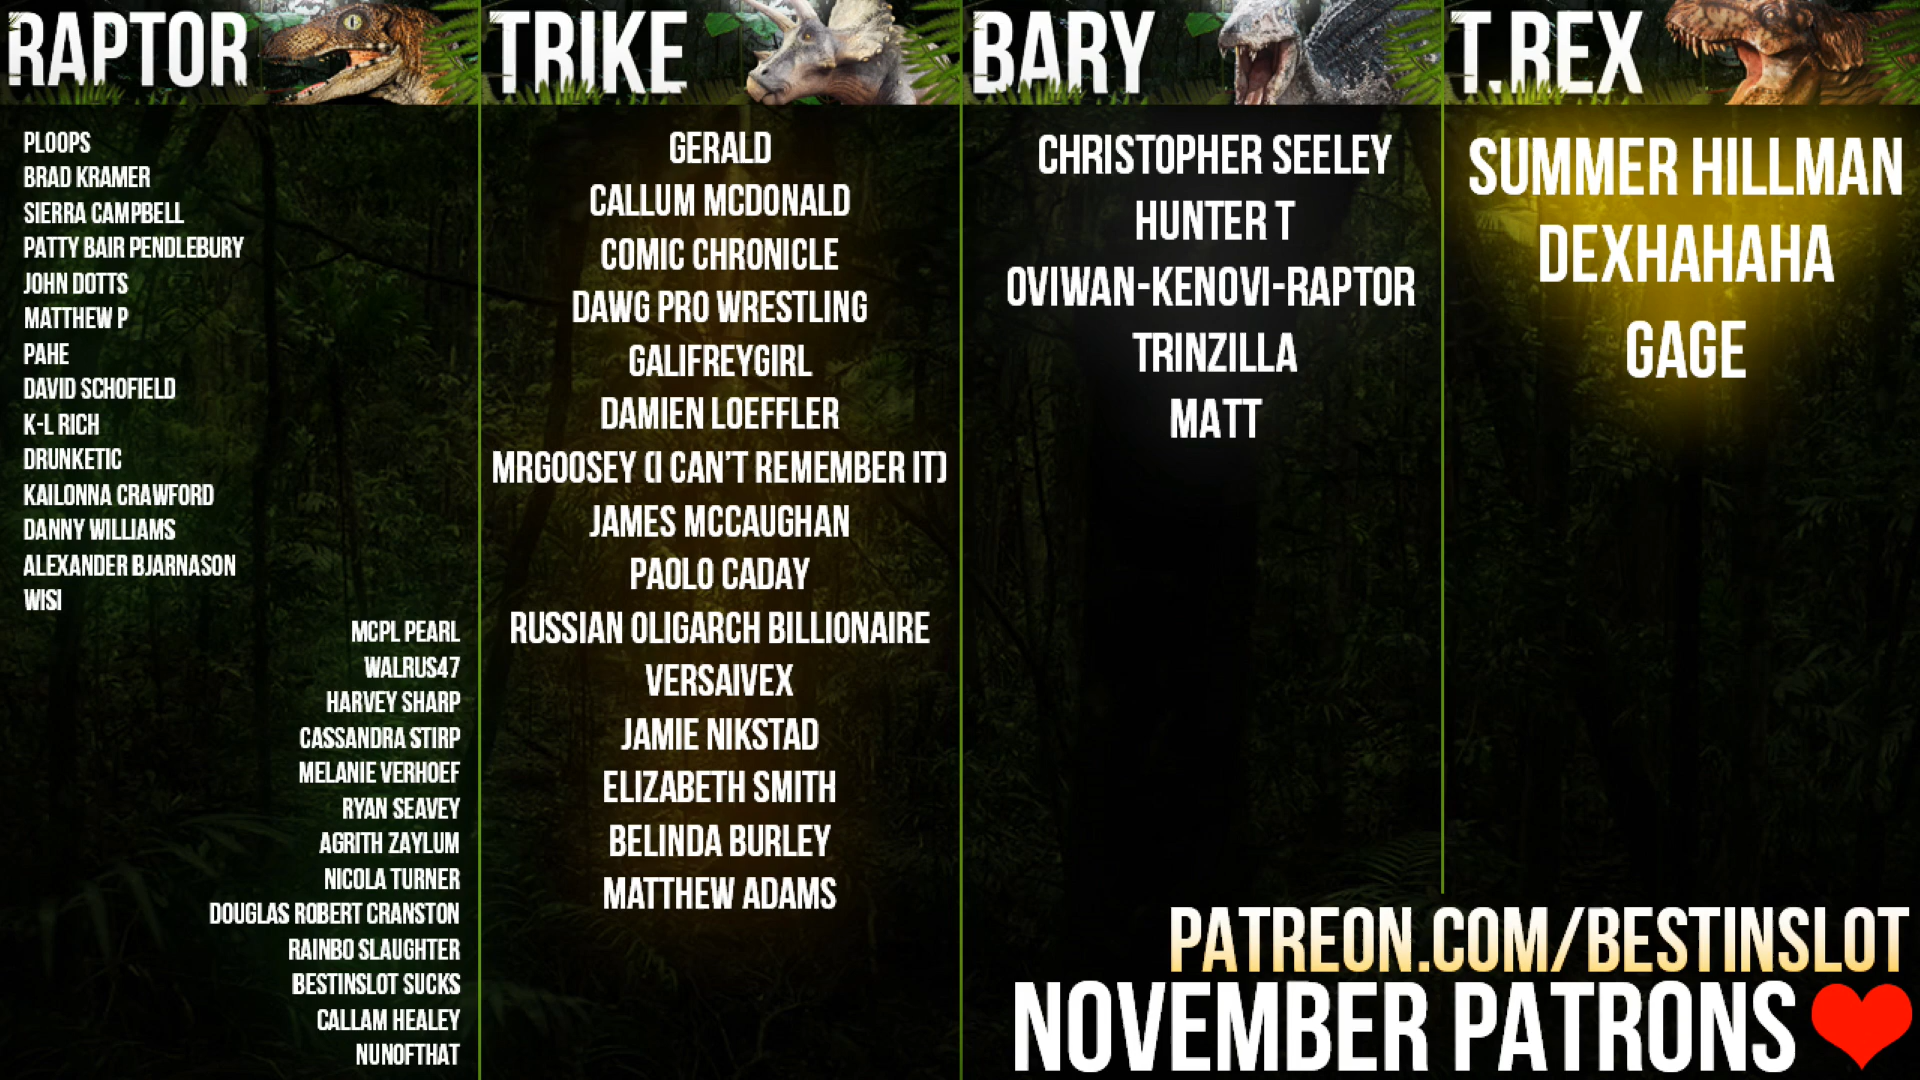 RAPTOR
PLOOPS
BRAD KRAMER
SIERRA CAMPBELL
PATTY BAIR PENDLEBURY
JOHN DOTTS
MATTHEW P
PAHE
DAVID SCHOFIELD
K-L RICH
DRUNKETIC
KAILONNA CRAWFORD
DANNY WILLIAMS
ALEXANDER BJARNASON
WISI
MCPL PEARL
WALRUS47
HARVEY SHARP
CASSANDRA STIRP
MELANIE VERHOEF
RYAN SEAVEY
AGRITH ZAYLUM
NICOLA TURNER
DOUGLAS ROBERT CRANSTON
RAINBO SLAUGHTER
BESTINSLOT SUCKS
CALLAM HEALEY
NUNOFTHAT
TRIKE
GERALD
CALLUM MCDONALD
COMIC CHRONICLE
DAWG PRO WRESTLING
GALIFREYGIRL
DAMIEN LOEFFLER
MRGOOSEY (I CAN'T REMEMBER IT)
JAMES MCCAUGHAN
PAOLO CADAY
RUSSIAN OLIGARCH BILLIONAIRE
VERSAIVEX
JAMIE NIKSTAD
ELIZABETH SMITH
BELINDA BURLEY
MATTHEW ADAMS
BARY
CHRISTOPHER SEELEY
HUNTER T
OVIWAN-KENOVI-RAPTOR
TRINZILLA
MATT
T.REX
SUMMER HILLMAN
DEXHAHAHA
GAGE
PATREON.COM/BESTINSLOT
NOVEMBER PATRONS